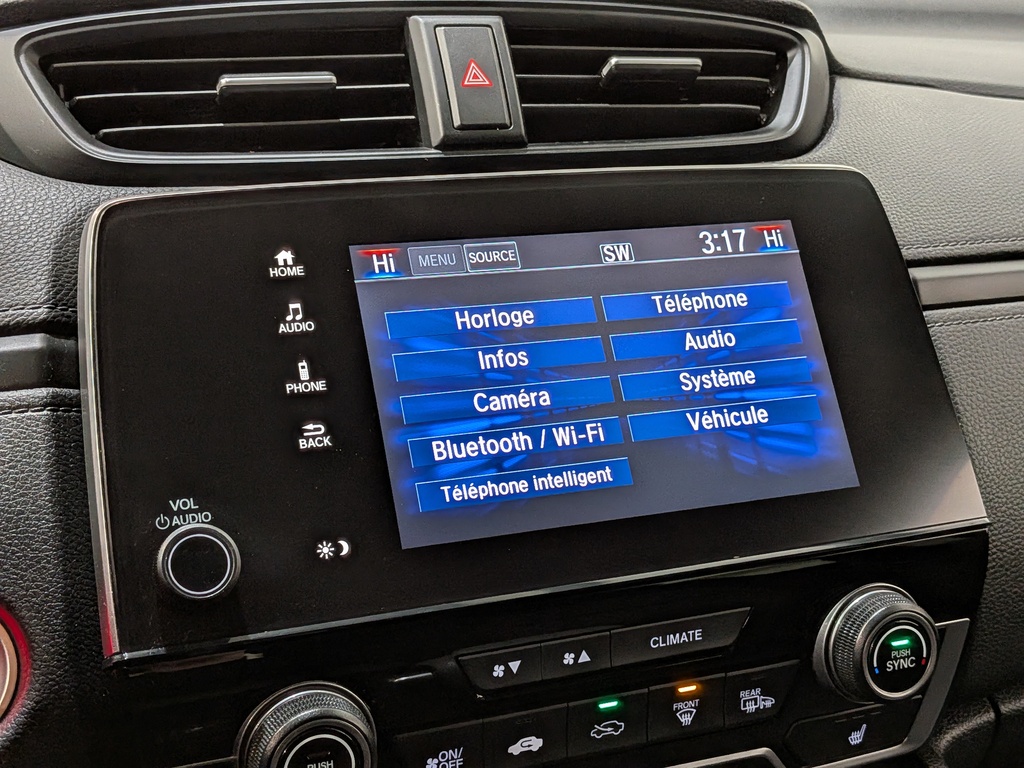 Hi MENU SOURCE SW 3:17 Hi
HOME
AUDIO
PHONE
BACK
Horloge
Téléphone
Infos
Audio
Caméra
Système
Bluetooth / Wi-Fi
Véhicule
Téléphone intelligent
VOL
AUDIO
CLIMATE
PUSH
SYNC
PUSH
ON/
OFF
FRONT
REAR